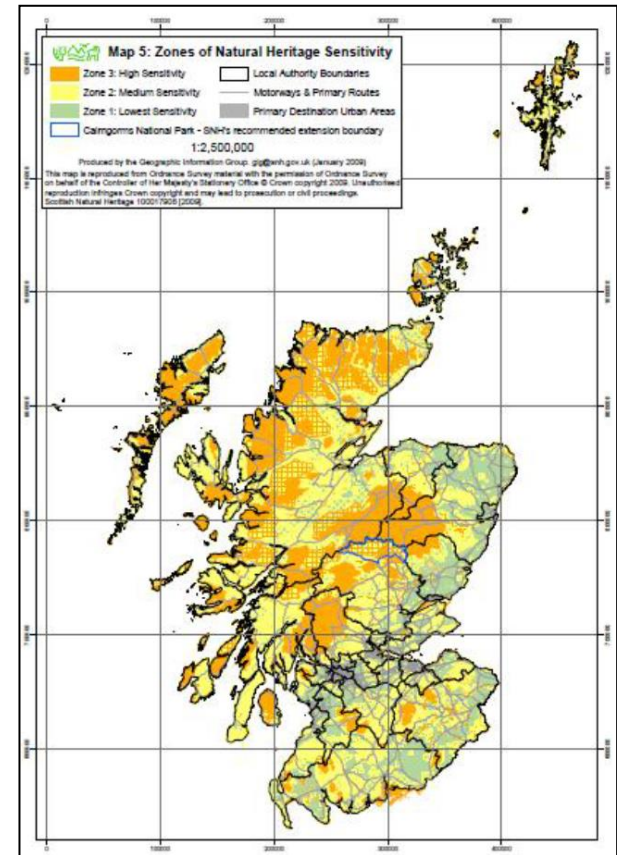 Map 5: Zones of Natural Heritage Sensitivity
Zone 3: High Sensitivity
Local Authority Boundaries
Zone 2: Medium Sensitivity
Motorways & Primary Routes
Zone 1: Lowest Sensitivity
Primary Destination Urban Areas
Cairngorms National Park - SNH's recommended extension boundary
1:2,500,000
Produced by the Geographic Information Group. gig@snh.gov.uk (January 2009)
This map is reproduced from Ordnance Survey material with the permission of Ordnance Survey
on behalf of the Controller of Her Majesty's Stationery Office © Crown copyright 2009. Unauthorised
reproduction infringes Crown copyright and may lead to prosecution or civil proceedings.
Scottish Natural Heritage 100017908 [2009].
0
100000
200000
300000
400000